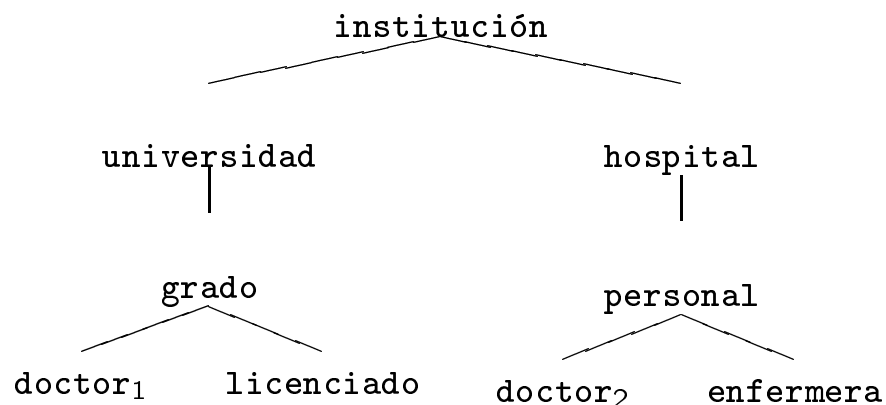 institución
universidad hospital
grado personal
doctor₁ licenciado doctor₂ enfermera